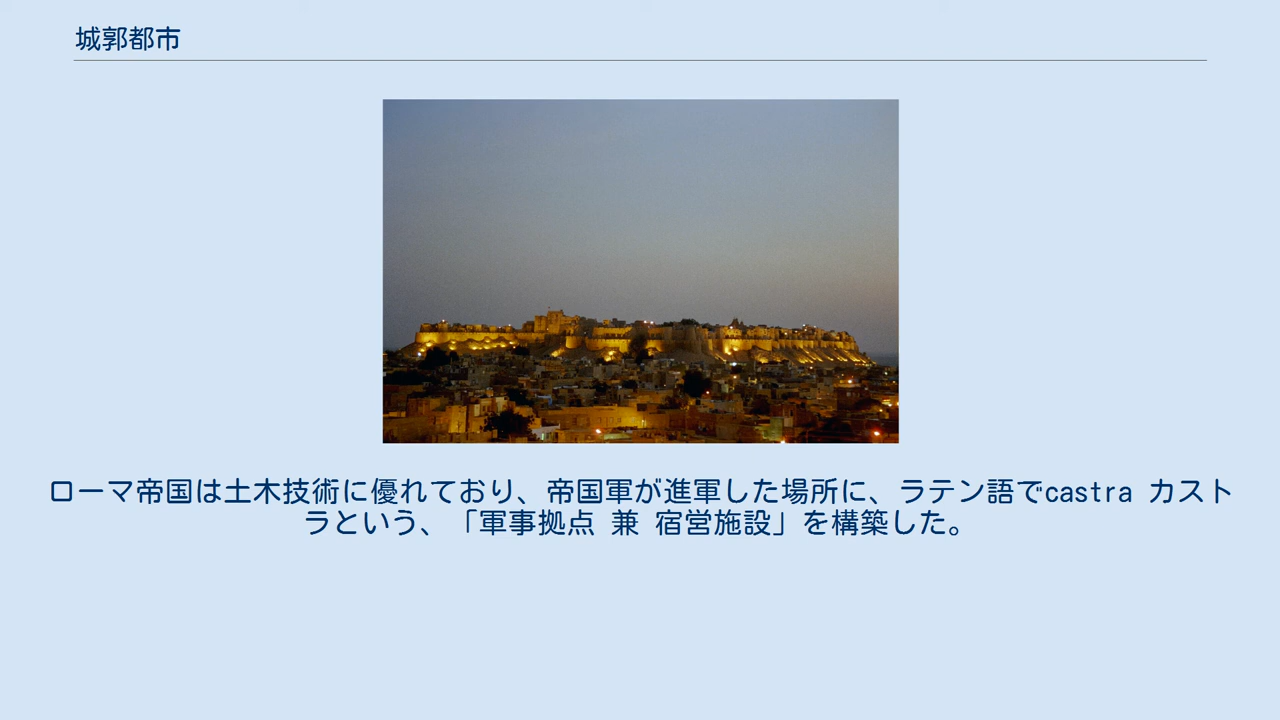 城郭都市
ローマ帝国は土木技術に優れており、帝国軍が進軍した場所に、ラテン語でcastra カスト
ラという、「軍事拠点 兼 宿営施設」を構築した。